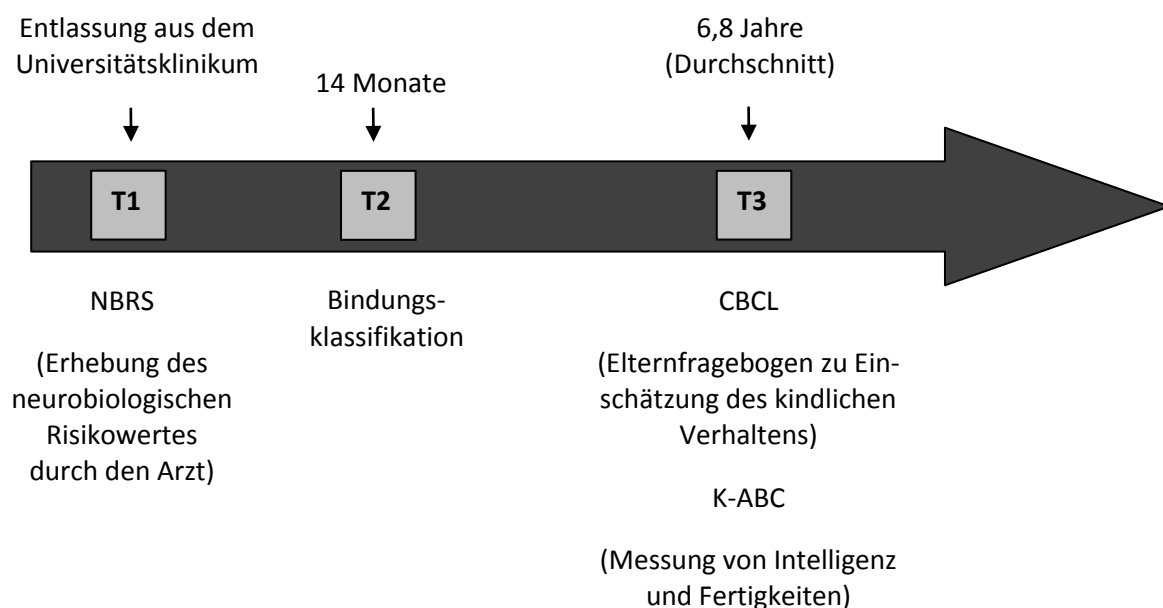 Entlassung aus dem
Universitätsklinikum
14 Monate
6,8 Jahre
(Durchschnitt)
T1
T2
T3
NBRS
(Erhebung des
neurobiologischen
Risikowertes
durch den Arzt)
Bindungs-
klassifikation
CBCL
(Elternfragebogen zu Ein-
schätzung des kindlichen
Verhaltens)
K-ABC
(Messung von Intelligenz
und Fertigkeiten)